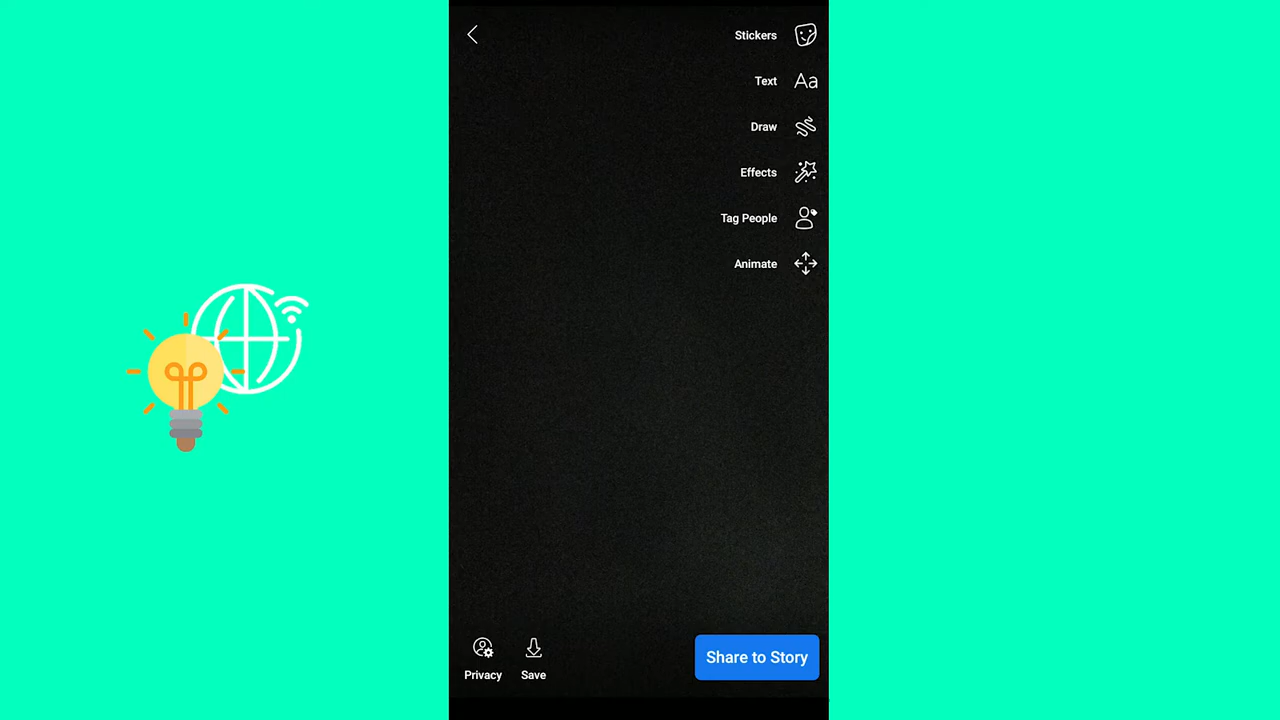 Stickers
Text Aa
Draw
Effects
Tag People
Animate
Privacy
Save
Share to Story